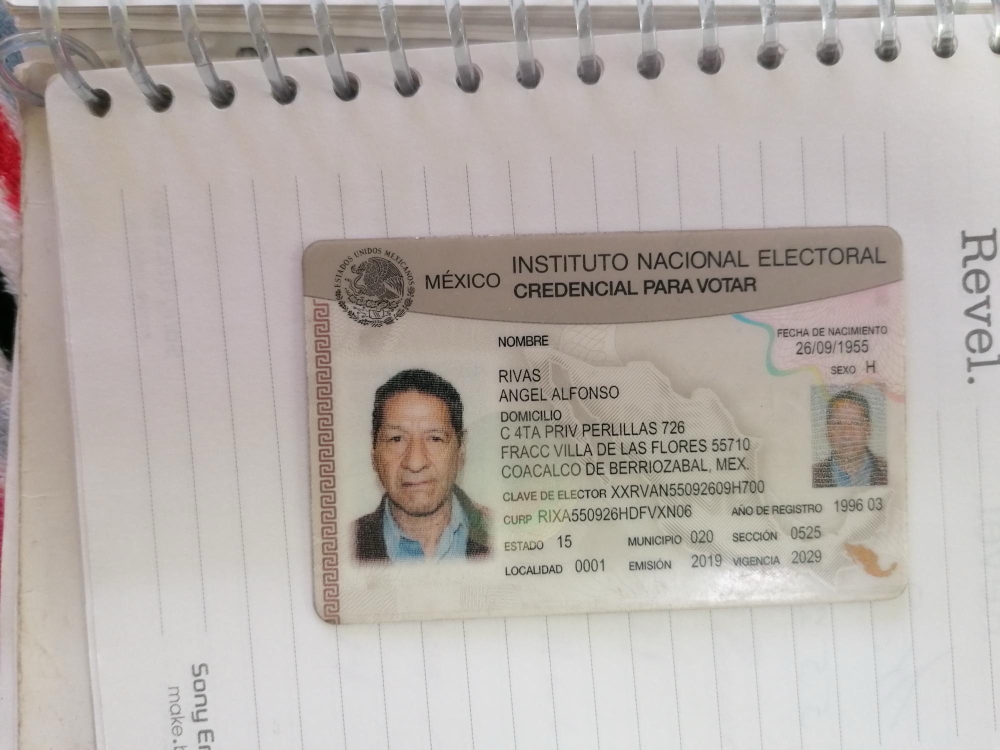 ESTADOS UNIDOS MEXICANOS
MÉXICO
INSTITUTO NACIONAL ELECTORAL
CREDENCIAL PARA VOTAR
NOMBRE
RIVAS
ANGEL ALFONSO
FECHA DE NACIMIENTO
26/09/1955
SEXO H
DOMICILIO
C 4TA PRIV PERLILLAS 726
FRACC VILLA DE LAS FLORES 55710
COACALCO DE BERRIOZABAL, MEX.
CLAVE DE ELECTOR XXRVAN55092609H700
CURP RIXA550926HDFVXN06 AÑO DE REGISTRO 1996 03
ESTADO 15 MUNICIPIO 020 SECCIÓN 0525
LOCALIDAD 0001 EMISIÓN 2019 VIGENCIA 2029
Revel.
Sony Er
make.b